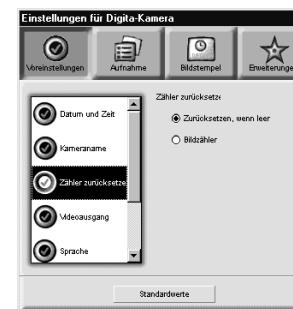 Einstellungen für Digita-Kamera
Voreinstellungen
Aufnahme
Bildstempel
Erweiterunge
Datum und Zeit
Kameraname
Zähler zurücksetze
Videoausgang
Sprache
Zähler zurücksetze
Zurücksetzen, wenn leer
Bildzähler
Standardwerte